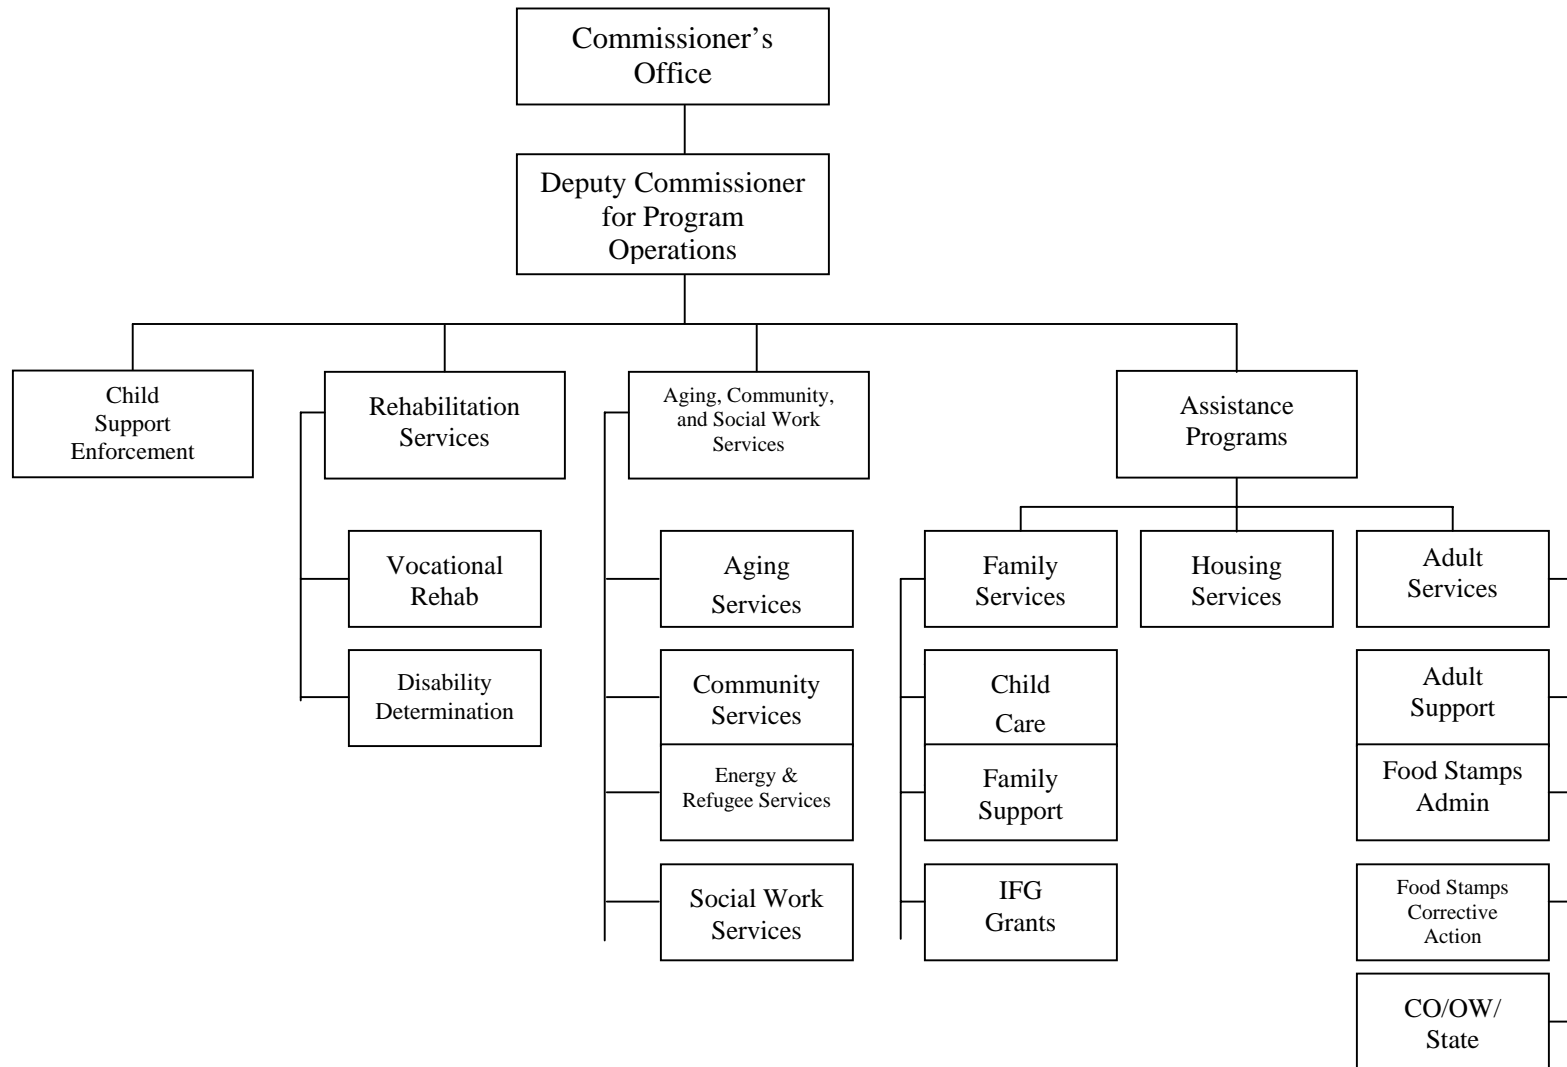 Commissioner's
Office
Deputy Commissioner
for Program
Operations
Child
Support
Enforcement
Rehabilitation
Services
Aging, Community,
and Social Work
Services
Assistance
Programs
Vocational
Rehab
Disability
Determination
Aging
Services
Community
Services
Energy &
Refugee Services
Social Work
Services
Family
Services
Child
Care
Family
Support
IFG
Grants
Housing
Services
Adult
Services
Adult
Support
Food Stamps
Admin
Food Stamps
Corrective
Action
CO/OW/
State